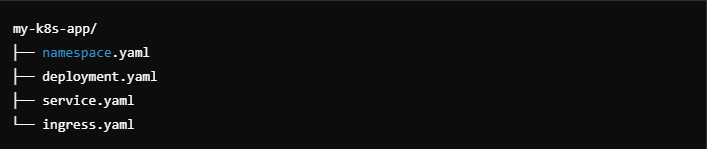 my-k8s-app/
├── namespace.yaml
├── deployment.yaml
├── service.yaml
└── ingress.yaml